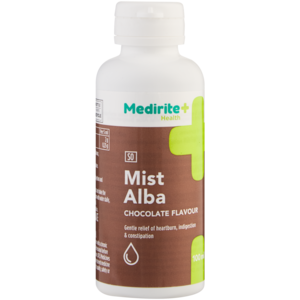 Medirite+
Health
S0
Mist
Alba
CHOCOLATE FLAVOUR
Gentle relief of heartburn, indigestion
& constipation